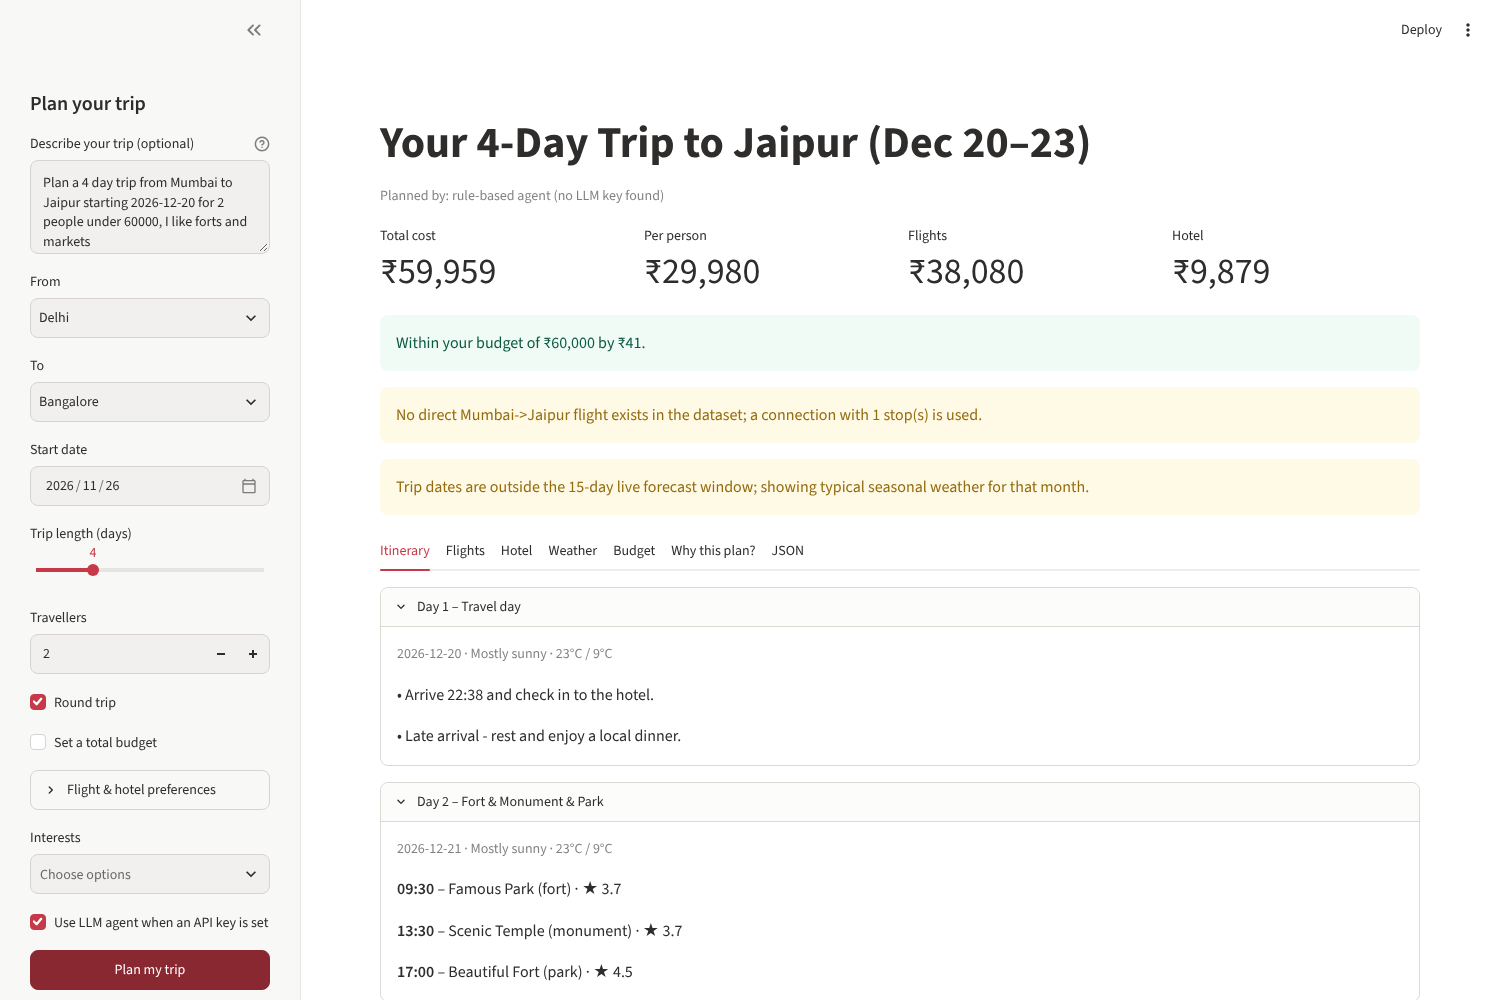 Deploy
Plan your trip
Describe your trip (optional)
Plan a 4 day trip from Mumbai to
Jaipur starting 2026-12-20 for 2
people under 60000, I like forts and
markets
From
Delhi
To
Bangalore
Start date
2026 / 11 / 26
Trip length (days)
4
Travellers
2
Round trip
Set a total budget
Flight & hotel preferences
Interests
Choose options
Use LLM agent when an API key is set
Plan my trip
Your 4-Day Trip to Jaipur (Dec 20–23)
Planned by: rule-based agent (no LLM key found)
Total cost
₹59,959
Per person
₹29,980
Flights
₹38,080
Hotel
₹9,879
Within your budget of ₹60,000 by ₹41.
No direct Mumbai->Jaipur flight exists in the dataset; a connection with 1 stop(s) is used.
Trip dates are outside the 15-day live forecast window; showing typical seasonal weather for that month.
Itinerary Flights Hotel Weather Budget Why this plan? JSON
Day 1 – Travel day
2026-12-20 · Mostly sunny · 23°C / 9°C
• Arrive 22:38 and check in to the hotel.
• Late arrival - rest and enjoy a local dinner.
Day 2 – Fort & Monument & Park
2026-12-21 · Mostly sunny · 23°C / 9°C
09:30 – Famous Park (fort) · ★ 3.7
13:30 – Scenic Temple (monument) · ★ 3.7
17:00 – Beautiful Fort (park) · ★ 4.5